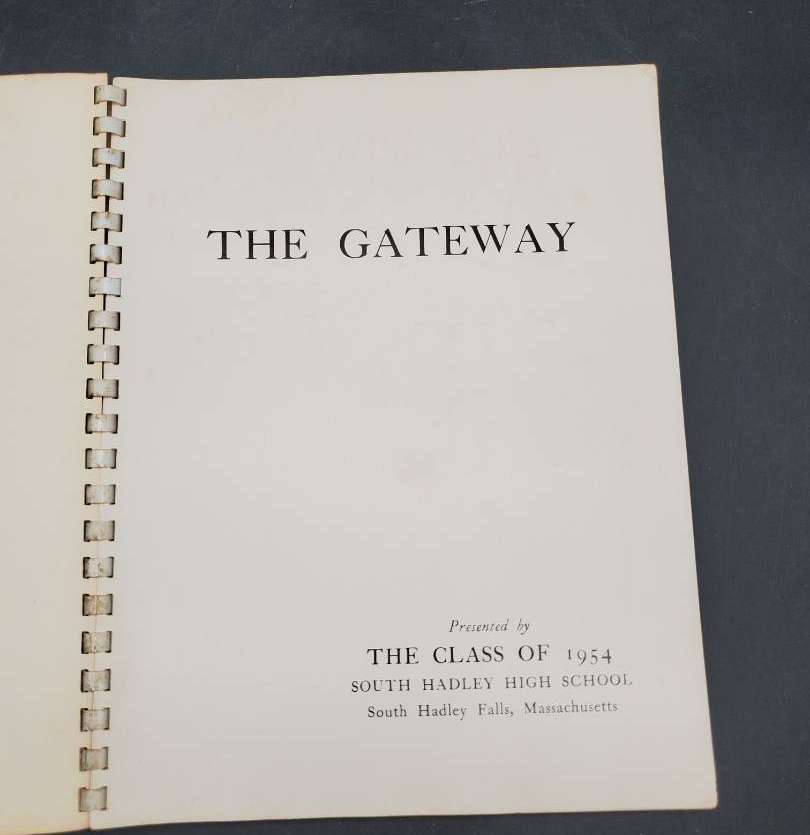 THE GATEWAY
Presented by
THE CLASS OF 1954
SOUTH HADLEY HIGH SCHOOL
South Hadley Falls, Massachusetts